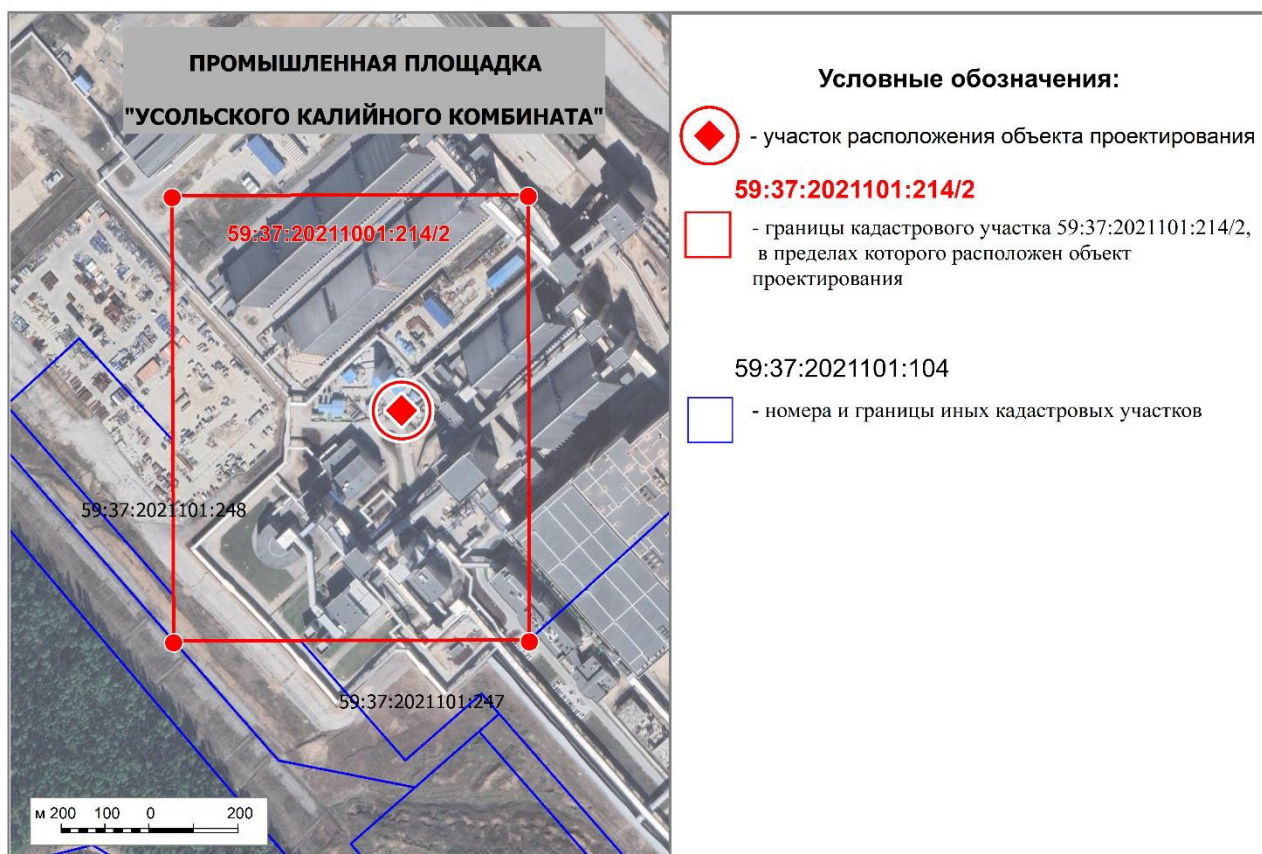 ПРОМЫШЛЕННАЯ ПЛОЩАДКА
"УСОЛЬСКОГО КАЛИЙНОГО КОМБИНАТА"
59:37:20211001:214/2
59:37:2021101:248
59:37:2021101:247
м 200 100 0 200
Условные обозначения:
- участок расположения объекта проектирования
59:37:2021101:214/2
- границы кадастрового участка 59:37:2021101:214/2,
в пределах которого расположен объект
проектирования
59:37:2021101:104
- номера и границы иных кадастровых участков